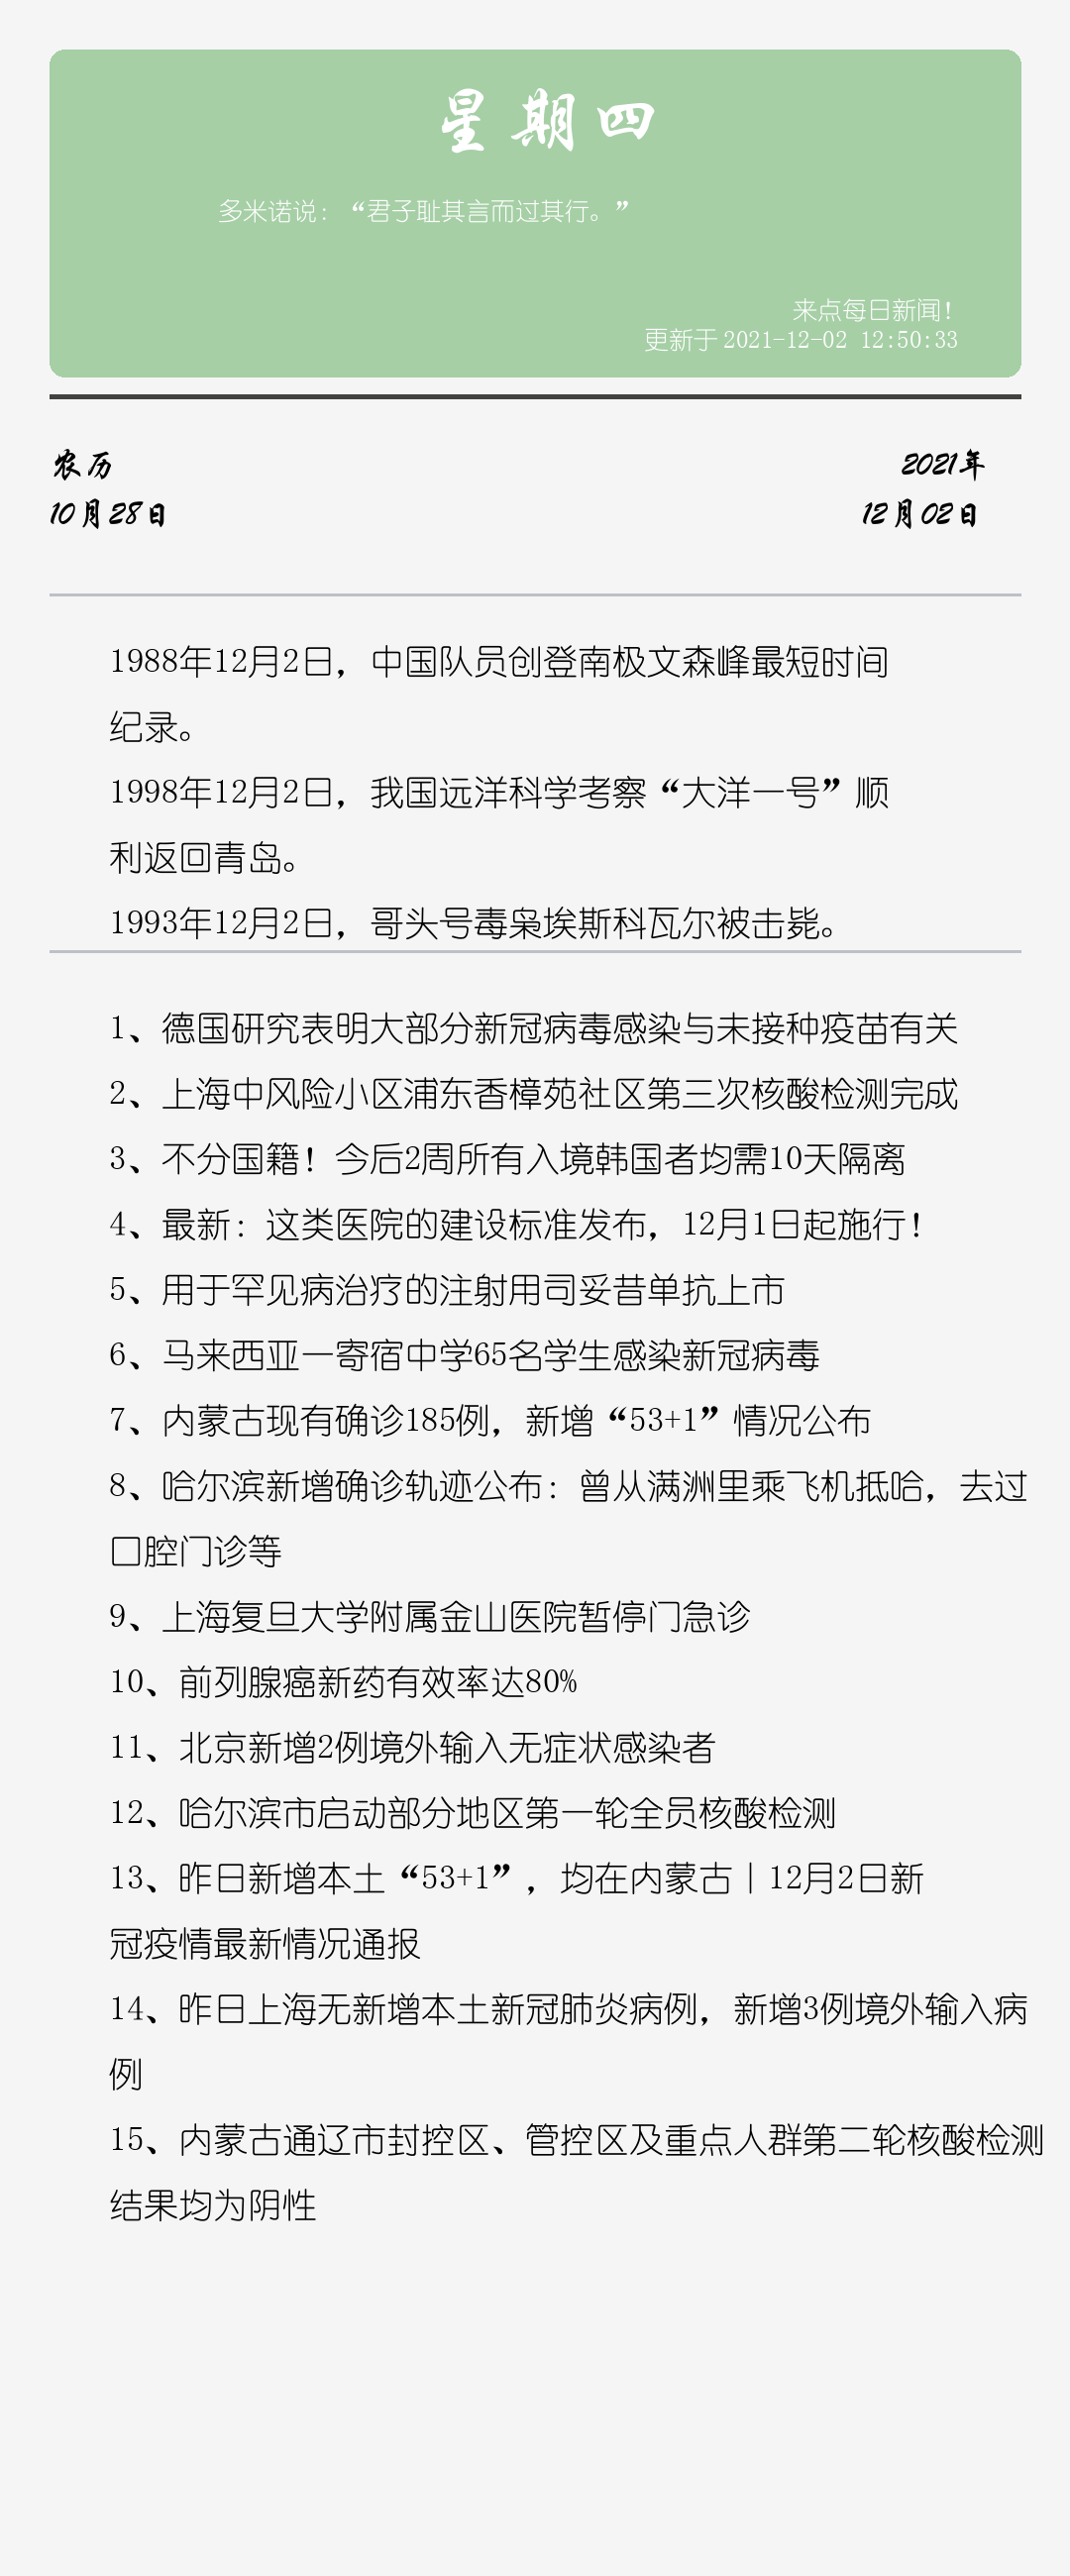 星期四
多米诺说：“君子耻其言而过其行。”
来点每日新闻！
更新于 2021-12-02 12:50:33
农历
2021年
10月28日
12月02日
1988年12月2日，中国队员创登南极文森峰最短时间
纪录。
1998年12月2日，我国远洋科学考察“大洋一号”顺
利返回青岛。
1993年12月2日，哥头号毒枭埃斯科瓦尔被击毙。
1、德国研究表明大部分新冠病毒感染与未接种疫苗有关
2、上海中风险小区浦东香樟苑社区第三次核酸检测完成
3、不分国籍！今后2周所有入境韩国者均需10天隔离
4、最新：这类医院的建设标准发布，12月1日起施行！
5、用于罕见病治疗的注射用司妥昔单抗上市
6、马来西亚一寄宿中学65名学生感染新冠病毒
7、内蒙古现有确诊185例，新增“53+1”情况公布
8、哈尔滨新增确诊轨迹公布：曾从满洲里乘飞机抵哈，去过
口腔门诊等
9、上海复旦大学附属金山医院暂停门急诊
10、前列腺癌新药有效率达80%
11、北京新增2例境外输入无症状感染者
12、哈尔滨市启动部分地区第一轮全员核酸检测
13、昨日新增本土“53+1”，均在内蒙古丨12月2日新
冠疫情最新情况通报
14、昨日上海无新增本土新冠肺炎病例，新增3例境外输入病
例
15、内蒙古通辽市封控区、管控区及重点人群第二轮核酸检测
结果均为阴性